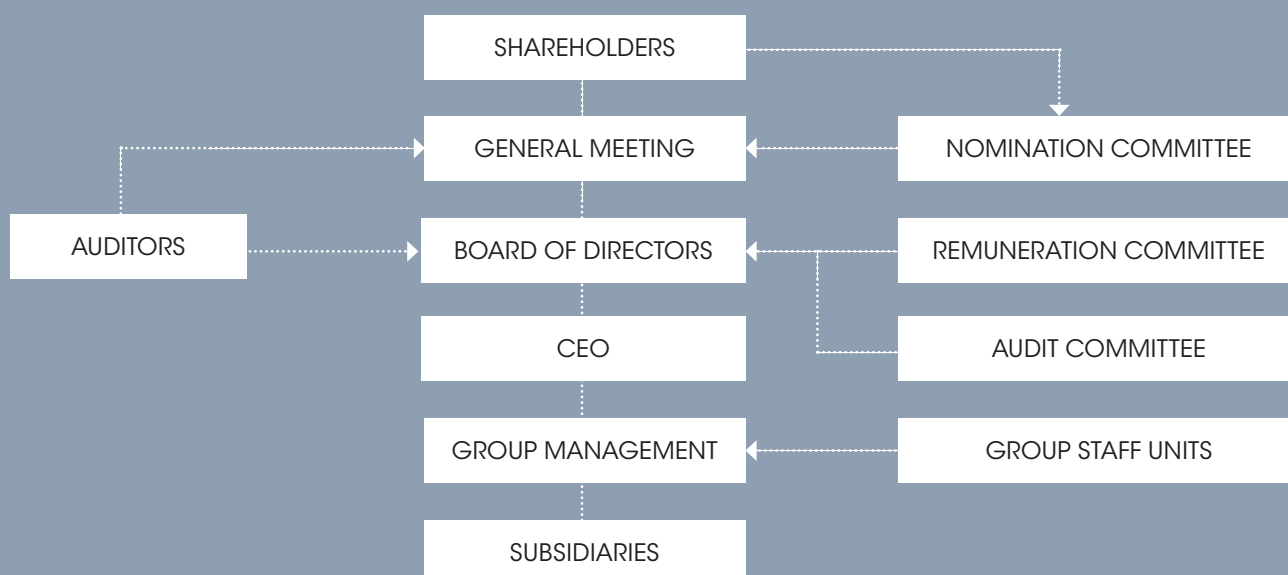 SHAREHOLDERS
GENERAL MEETING
NOMINATION COMMITTEE
AUDITORS
BOARD OF DIRECTORS
REMUNERATION COMMITTEE
CEO
AUDIT COMMITTEE
GROUP MANAGEMENT
GROUP STAFF UNITS
SUBSIDIARIES